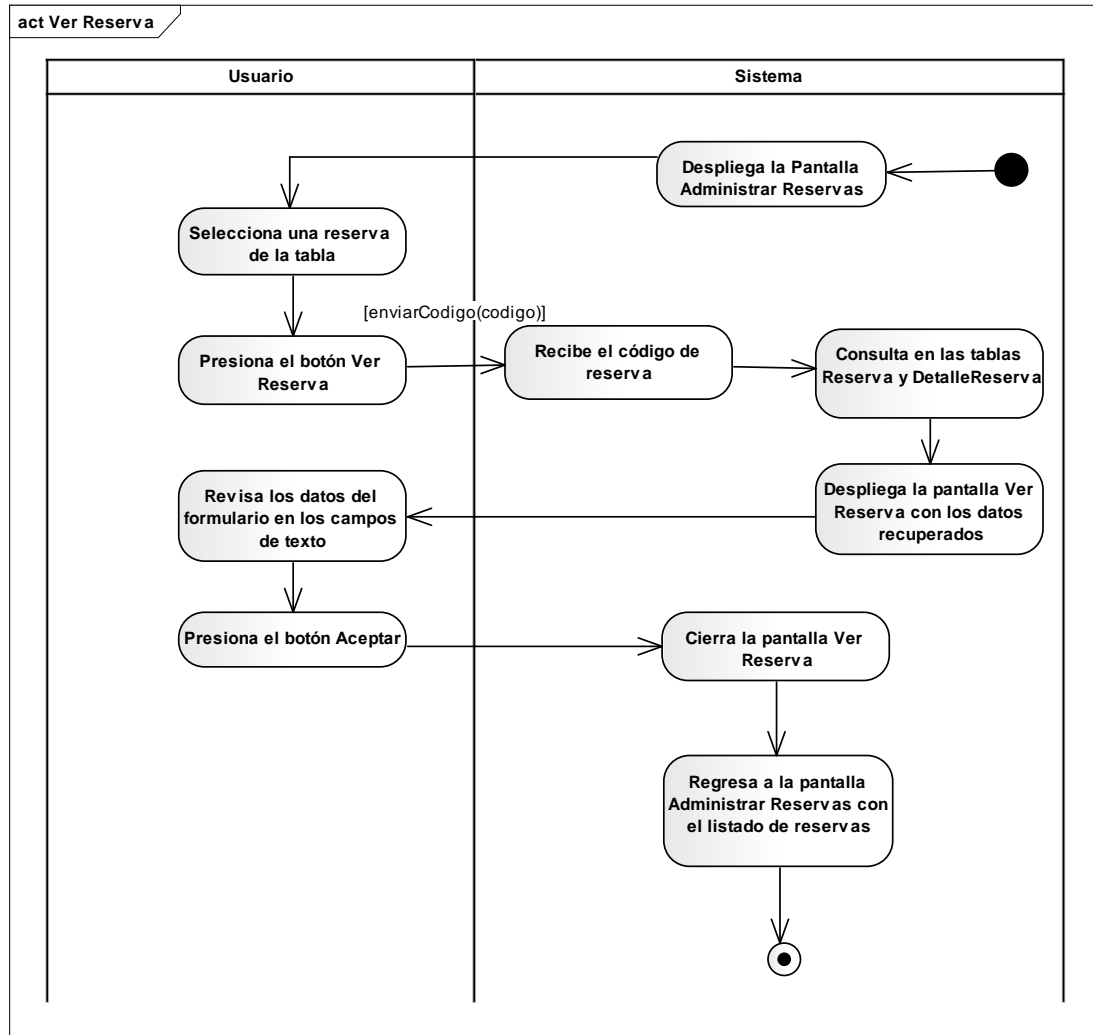 act Ver Reserva
Usuario
Sistema
Despliega la Pantalla
Administrar Reservas
Selecciona una reserva
de la tabla
[enviarCodigo(codigo)]
Presiona el botón Ver
Reserva
Recibe el código de
reserva
Consulta en las tablas
Reserva y DetalleReserva
Despliega la pantalla Ver
Reserva con los datos
recuperados
Revisa los datos del
formulario en los campos
de texto
Presiona el botón Aceptar
Cierra la pantalla Ver
Reserva
Regresa a la pantalla
Administrar Reservas con
el listado de reservas